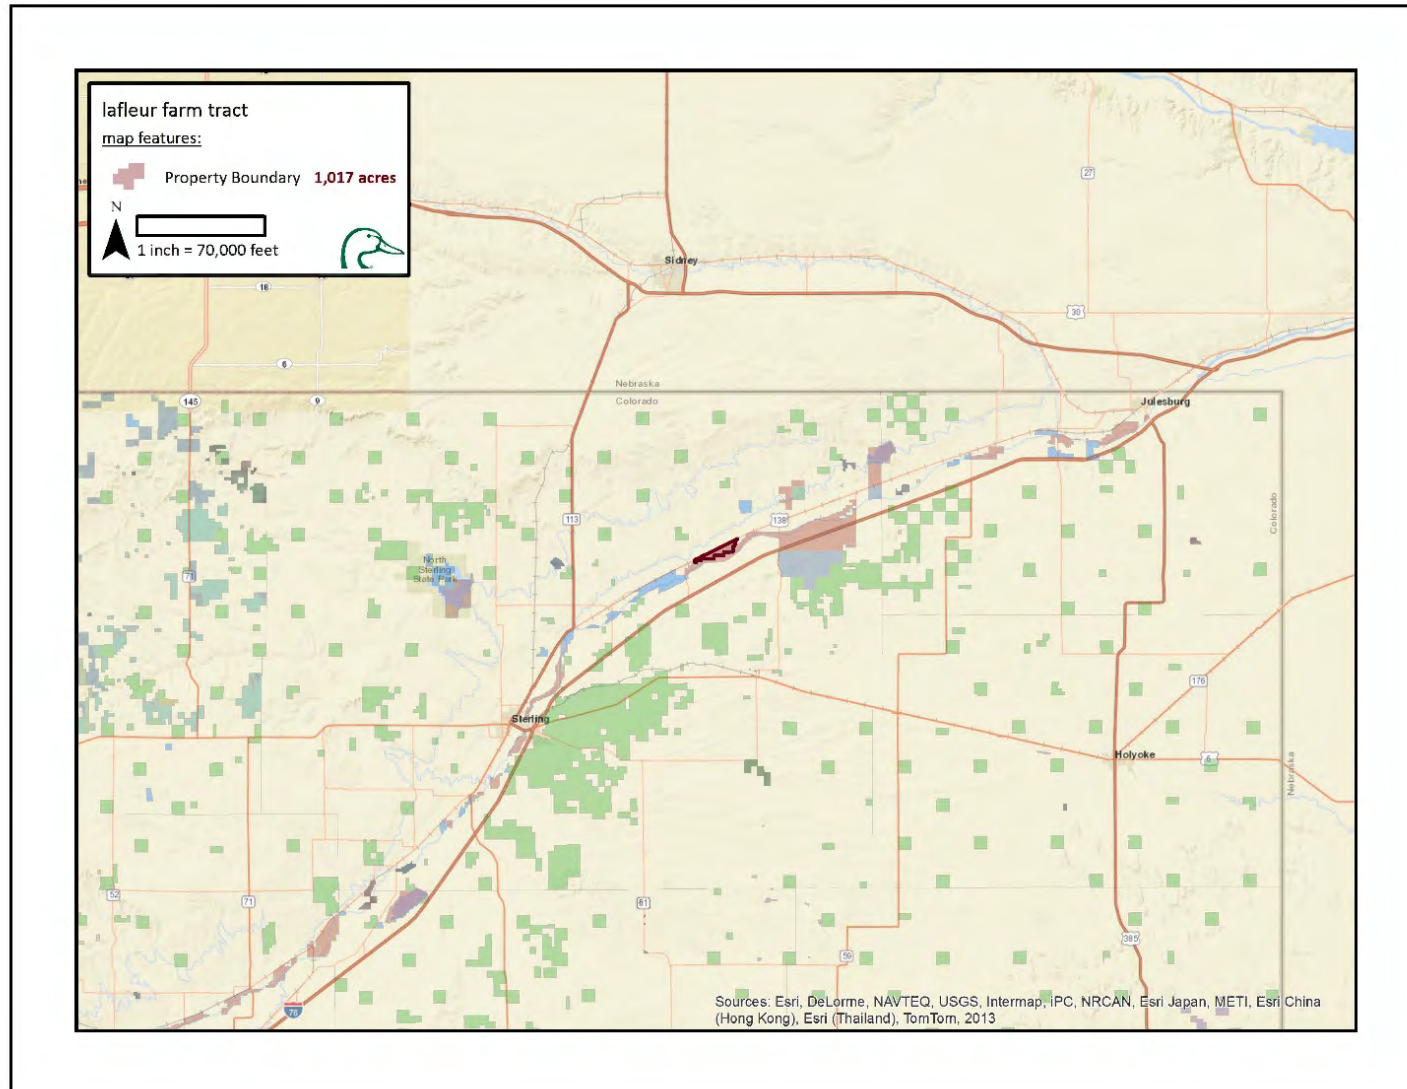 lafleur farm tract
map features:
Property Boundary 1,017 acres
N
1 inch = 70,000 feet
27
Sidney
18
30
6
Nebraska
Colorado
145
9
Julesburg
113
138
Colorado
North
Sterling
State Park
71
176
Sterling
Holyoke
6
Nebraska
52
71
61
385
59
76
Sources: Esri, DeLorme, NAVTEQ, USGS, Intermap, iPC, NRCAN, Esri Japan, METI, Esri China
(Hong Kong), Esri (Thailand), TomTom, 2013